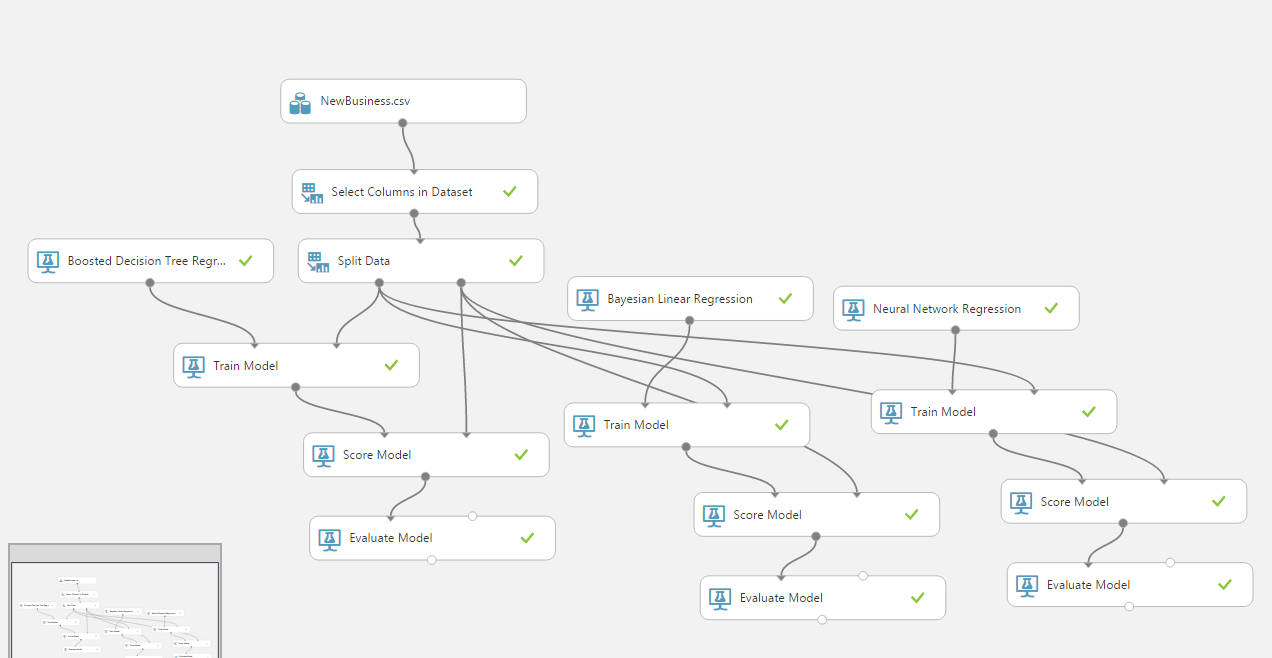 NewBusiness.csv
Select Columns in Dataset
Boosted Decision Tree Regr...
Split Data
Bayesian Linear Regression
Neural Network Regression
Train Model
Train Model
Train Model
Score Model
Score Model
Score Model
Evaluate Model
Evaluate Model
Evaluate Model